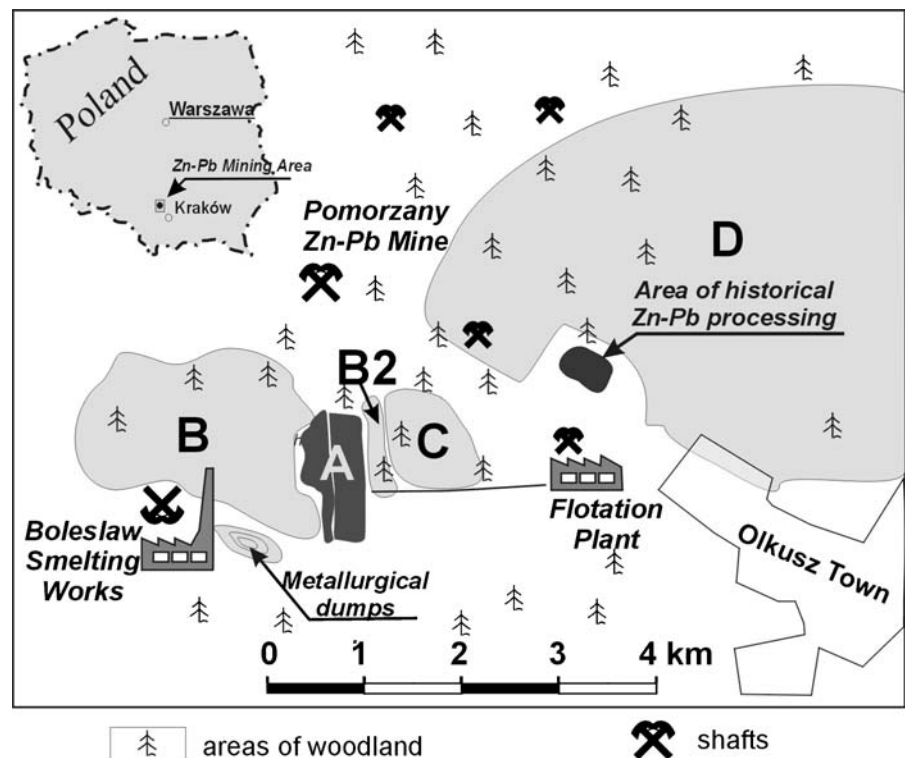 Poland
Warszawa
Zn-Pb Mining Area
Kraków
Pomorzany
Zn-Pb Mine
D
Area of historical
Zn-Pb processing
B2
B
A
C
Boleslaw
Smelting
Works
Flotation
Plant
Olkusz Town
Metallurgical
dumps
0 1 2 3 4 km
areas of woodland
shafts